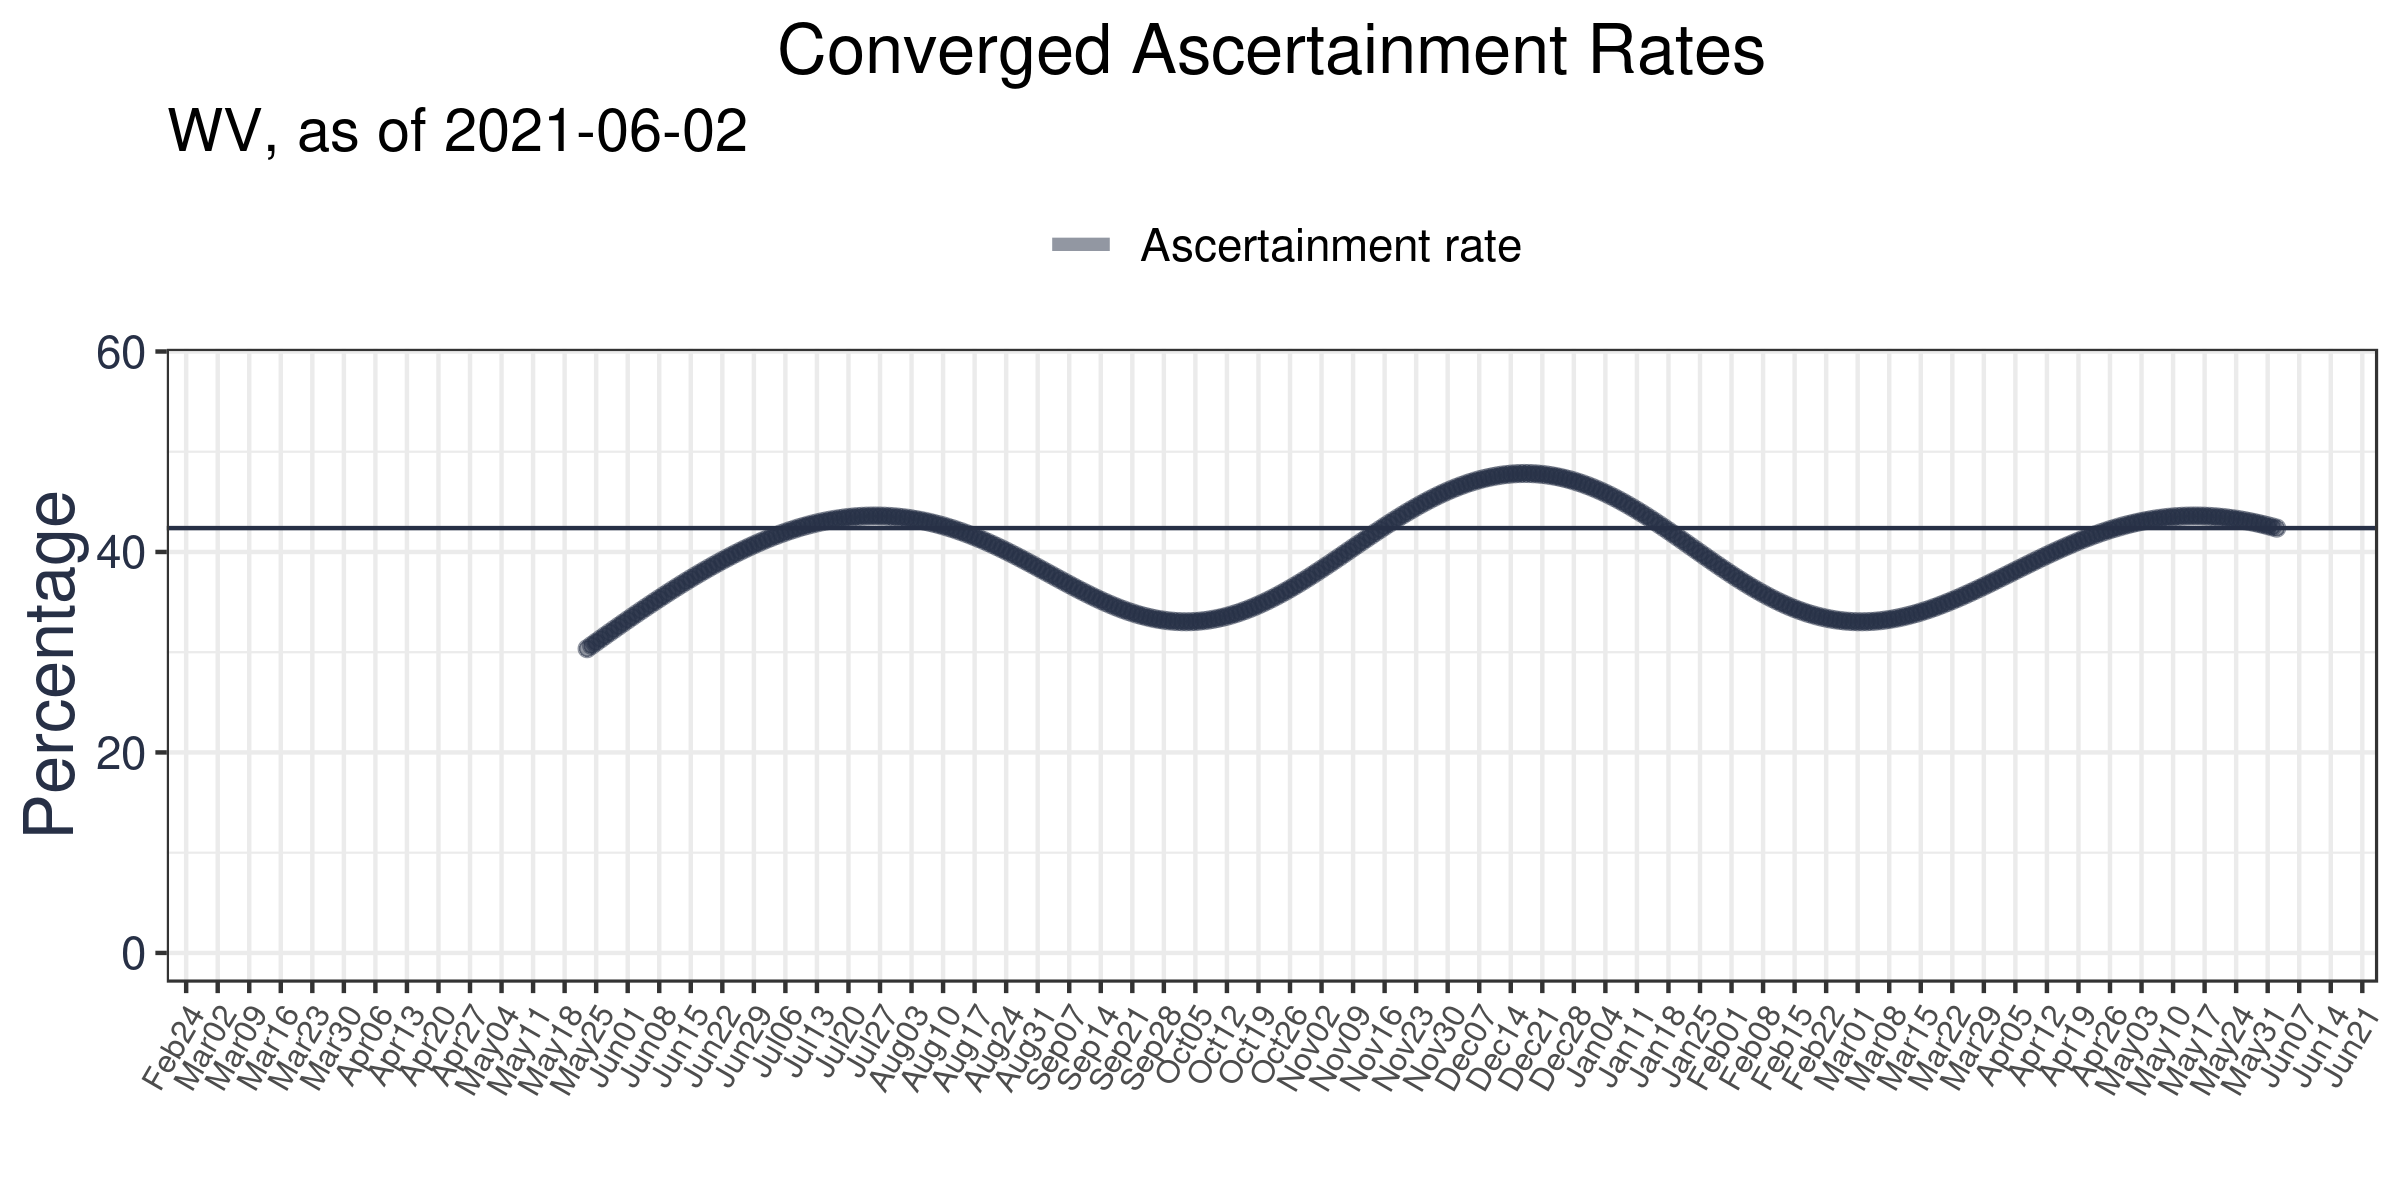 Converged Ascertainment Rates
WV, as of 2021-06-02
Ascertainment rate
Percentage
60
40
20
0
Feb24
Mar02
Mar09
Mar16
Mar23
Mar30
Apr06
Apr13
Apr20
Apr27
May04
May11
May18
May25
Jun01
Jun08
Jun15
Jun22
Jun29
Jul06
Jul13
Jul20
Jul27
Aug03
Aug10
Aug17
Aug24
Aug31
Sep07
Sep14
Sep21
Sep28
Oct05
Oct12
Oct19
Oct26
Nov02
Nov09
Nov16
Nov23
Nov30
Dec07
Dec14
Dec21
Dec28
Jan04
Jan11
Jan18
Jan25
Feb01
Feb08
Feb15
Feb22
Mar01
Mar08
Mar15
Mar22
Mar29
Apr05
Apr12
Apr19
Apr26
May03
May10
May17
May24
May31
Jun07
Jun14
Jun21